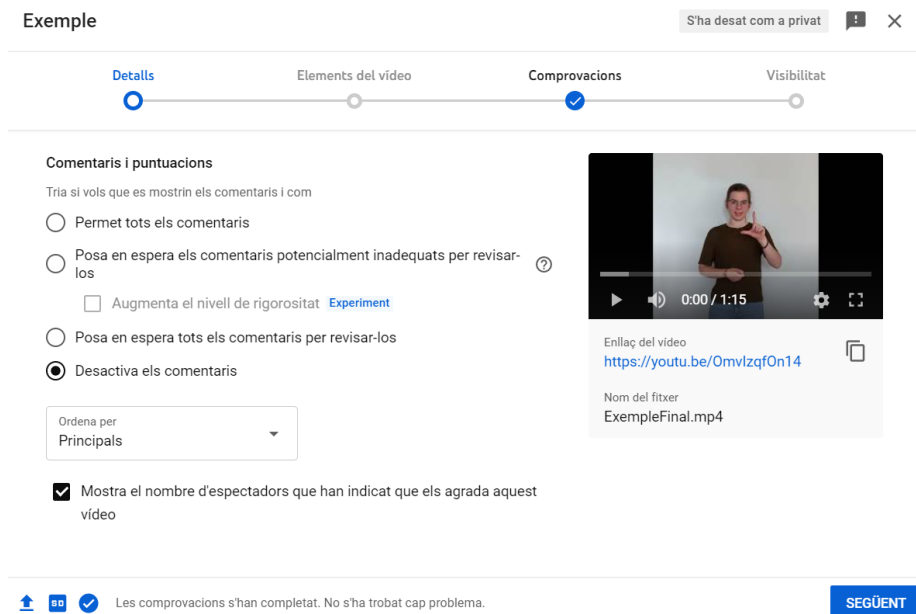 Exemple
S'ha desat com a privat
Detalls
Elements del vídeo
Comprovacions
Visibilitat
Comentaris i puntuacions
Tria si vols que es mostrin els comentaris i com
Permet tots els comentaris
Posa en espera els comentaris potencialment inadequats per revisar-
los
Augmenta el nivell de rigorositat Experiment
Posa en espera tots els comentaris per revisar-los
Desactiva els comentaris
Ordena per
Principals
Mostra el nombre d'espectadors que han indicat que els agrada aquest
vídeo
0:00 / 1:15
Enllaç del vídeo
https://youtu.be/OmvIzqfOn14
Nom del fitxer
ExempleFinal.mp4
SD
Les comprovacions s'han completat. No s'ha trobat cap problema.
SEGÜENT